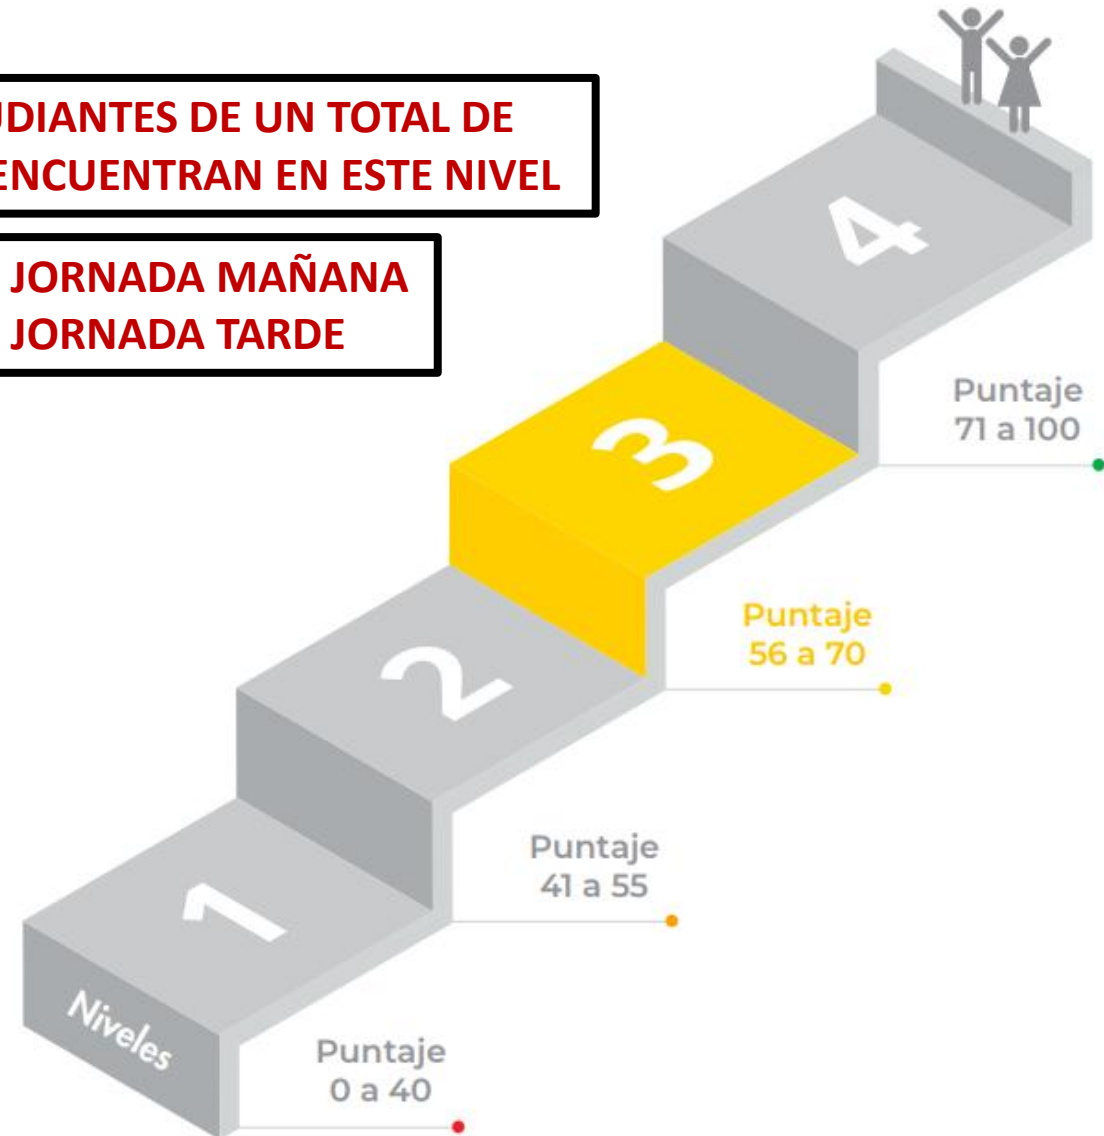 UDIANTES DE UN TOTAL DE
ENCUENTRAN EN ESTE NIVEL
JORNADA MAÑANA
JORNADA TARDE
4
Puntaje
71 a 100
3
Puntaje
56 a 70
2
Puntaje
41 a 55
1
Niveles
Puntaje
0 a 40